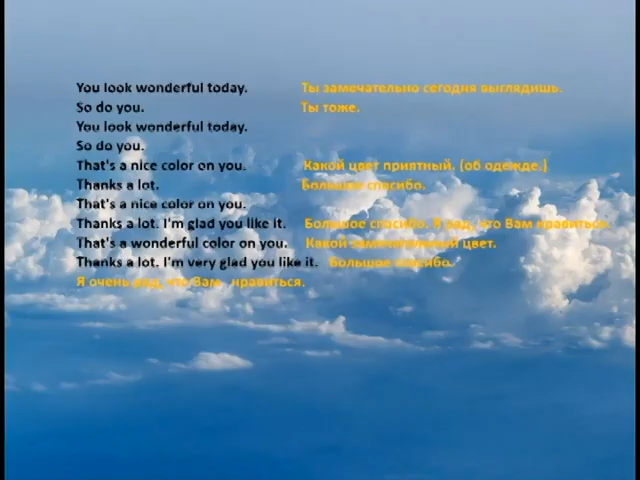 You look wonderful today. Ты замечательно сегодня выглядишь.
So do you. Ты тоже.
You look wonderful today.
So do you.
That's a nice color on you. Какой цвет приятный. (об одежде.)
Thanks a lot. Большое спасибо.
That's a nice color on you.
Thanks a lot. I'm glad you like it. Большое спасибо. Я рад, что Вам нравиться.
That's a wonderful color on you. Какой замечательный цвет.
Thanks a lot. I'm very glad you like it. Большое спасибо.
Я очень рад, что Вам нравиться.